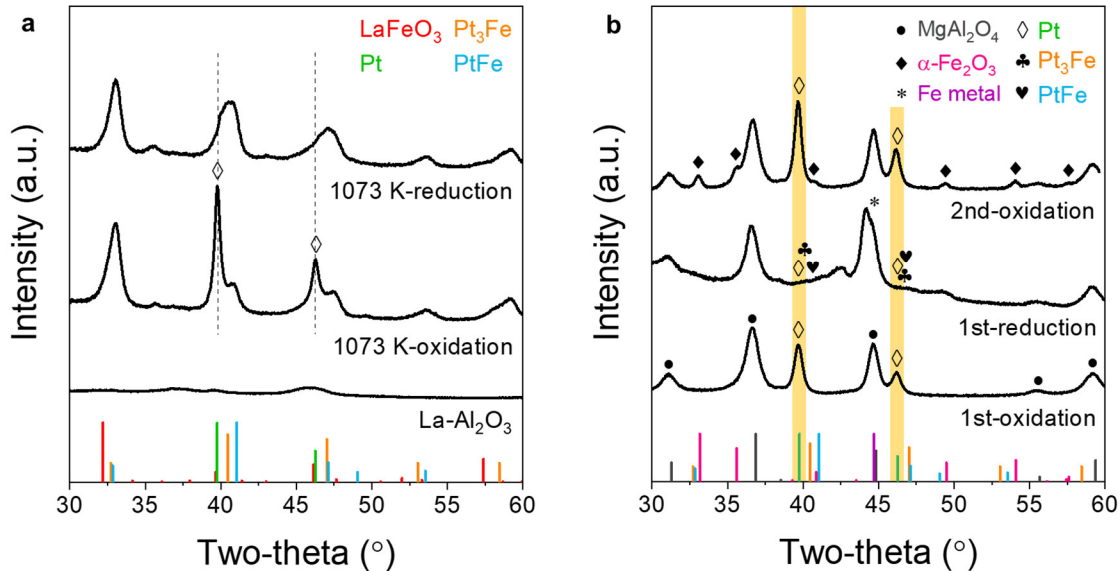 a
LaFeO₃ Pt₃Fe
Pt PtFe
1073 K-reduction
1073 K-oxidation
La-Al₂O₃
Intensity (a.u.)
30 35 40 45 50 55 60
Two-theta (°)
b
● MgAl₂O₄ ◇ Pt
♦ α-Fe₂O₃ ♣ Pt₃Fe
* Fe metal ♥ PtFe
2nd-oxidation
*
1st-reduction
1st-oxidation
Intensity (a.u.)
30 35 40 45 50 55 60
Two-theta (°)